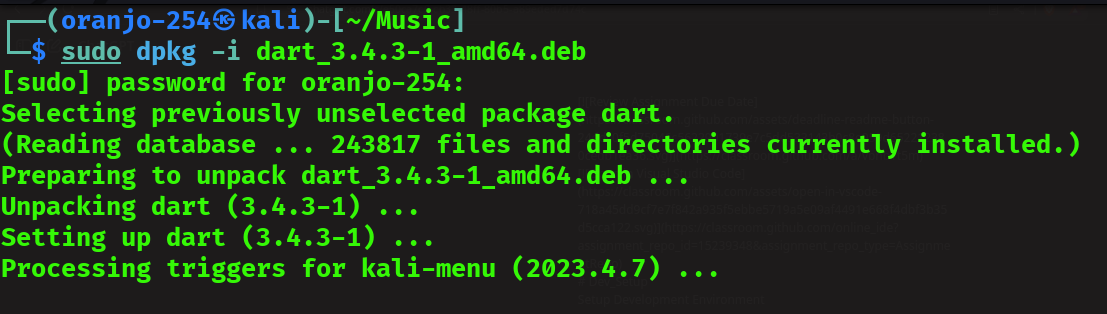 ┌──(oranjo-254㉿kali)-[~/Music]
└─$ sudo dpkg -i dart_3.4.3-1_amd64.deb
[sudo] password for oranjo-254:
Selecting previously unselected package dart.
(Reading database ... 243817 files and directories currently installed.)
Preparing to unpack dart_3.4.3-1_amd64.deb ...
Unpacking dart (3.4.3-1) ...
Setting up dart (3.4.3-1) ...
Processing triggers for kali-menu (2023.4.7) ...
Setup Development Environment